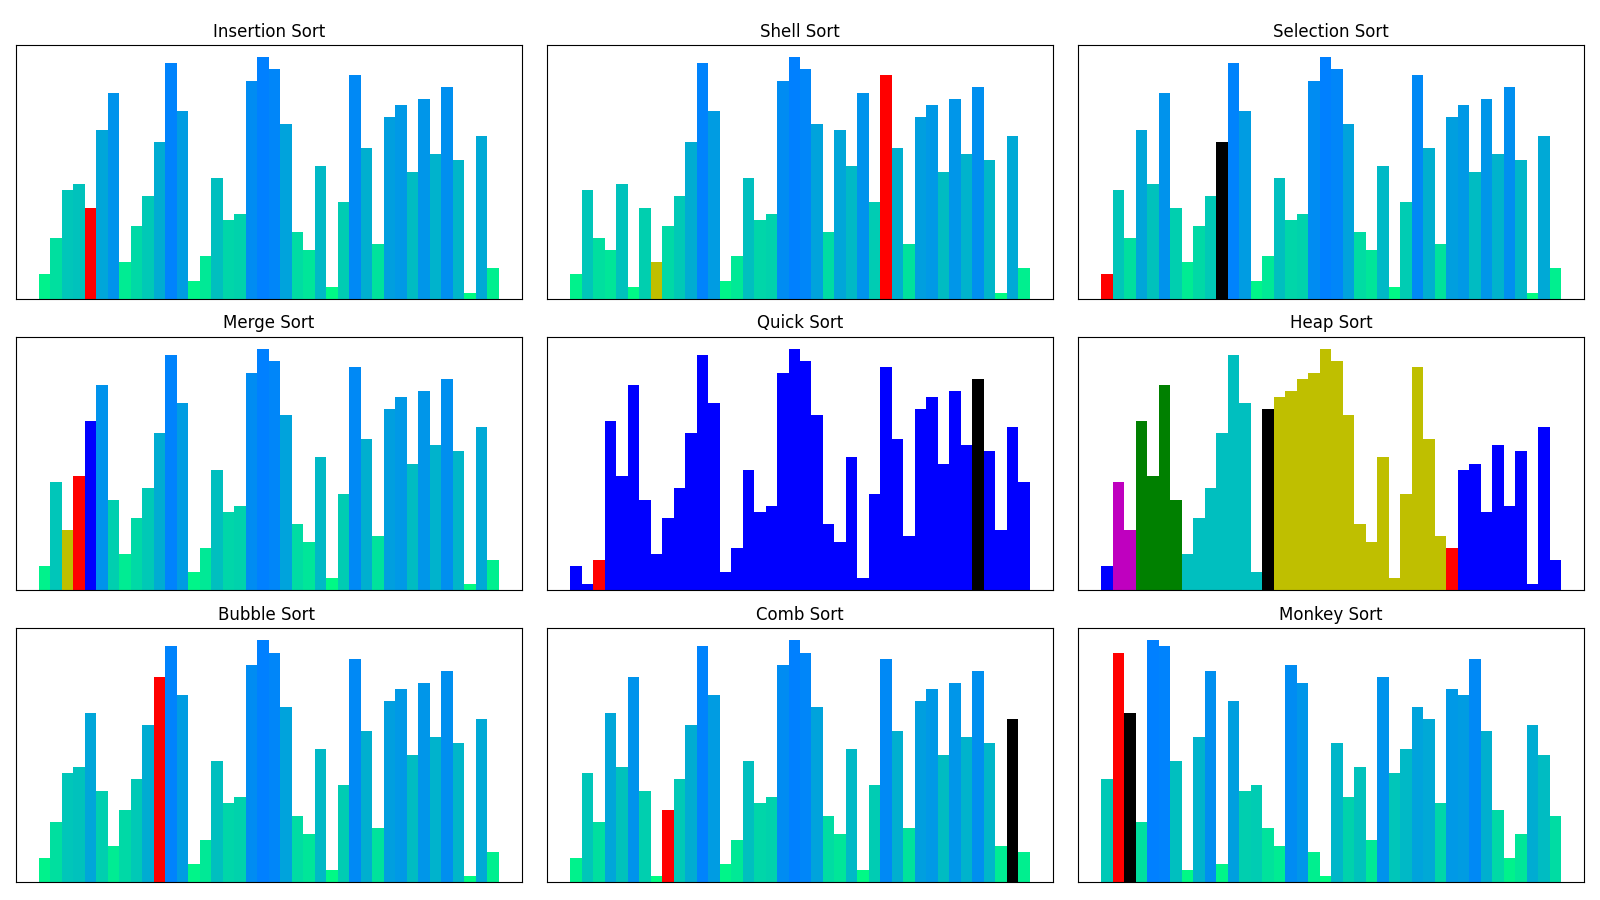 Insertion Sort
Shell Sort
Selection Sort
Merge Sort
Quick Sort
Heap Sort
Bubble Sort
Comb Sort
Monkey Sort